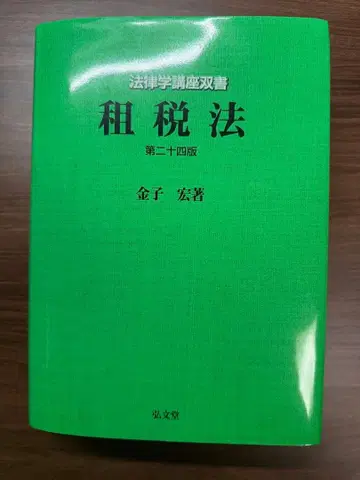 法律学講座双書
租税法
第二十四版
金子 宏著
弘文堂